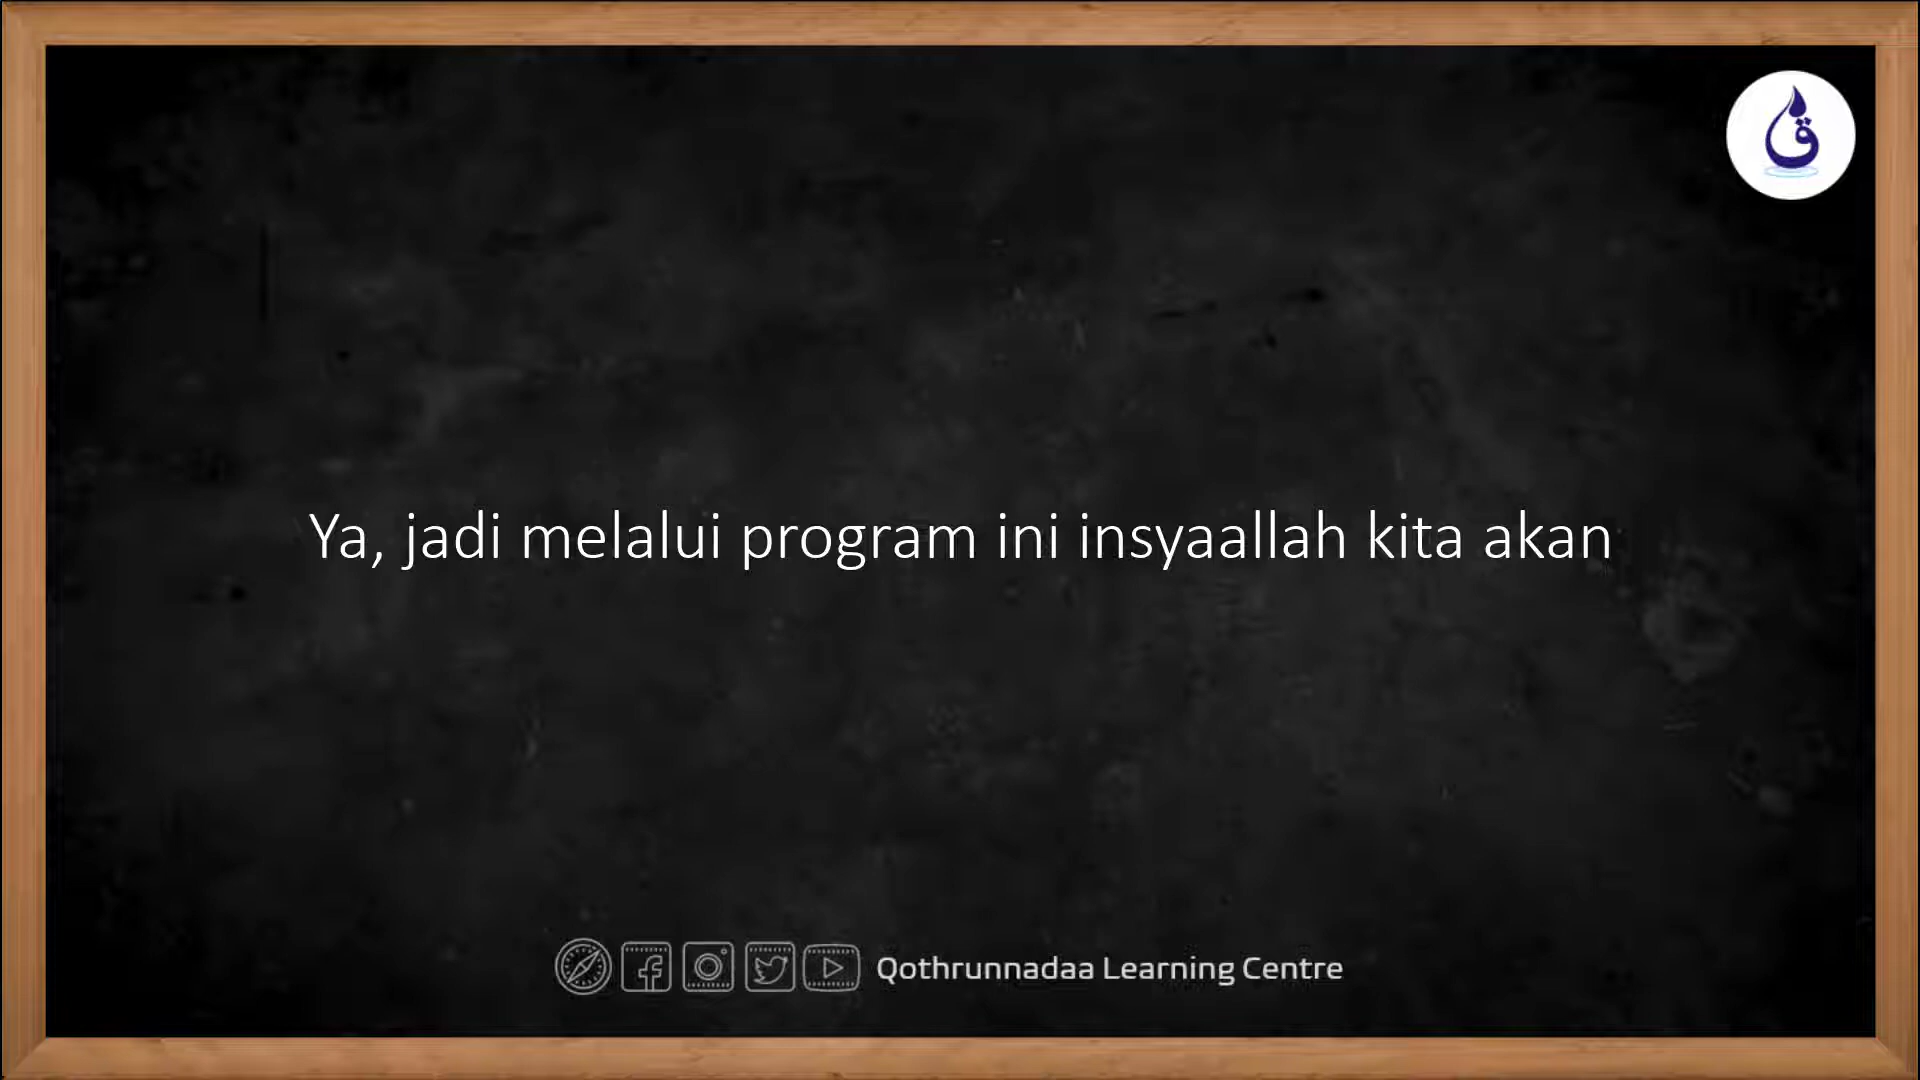 ق
Ya, jadi melalui program ini insyaallah kita akan
Qothrunnadaa Learning Centre